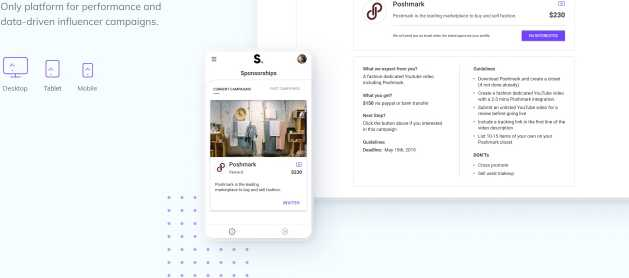 Only platform for performance and
data-driven influencer campaigns.
Desktop
Tablet
Mobile
S.
Sponsorships
CURRENT CAMPAIGNS
PAST CAMPAIGNS
Poshmark
Reward
$230
Poshmark is the leading
marketplace to buy and sell fashion.
INVITED
Poshmark
Poshmark is the leading marketplace to buy and sell fashion.
$230
I'M INTERESTED
What we expect from you?
A fashion dedicated Youtube video
including Poshmark.
What you get?
$150 via paypal or bank transfer
Next Step?
Click the button above if you interested
in this campaign
Guidelines
Deadline: May 15th, 2019
Guidelines
Download Poshmark and create a closet
(if not done already)
Create a fashion dedicated YouTube video
with a 2-3 mins Poshmark integration
Submit an unlisted YouTube video for a
review before going live
Include a tracking link in the first line of the
video description
List 10-15 items of your own on your
Poshmark closet
DON'Ts
Cross promote
Sell used makeup